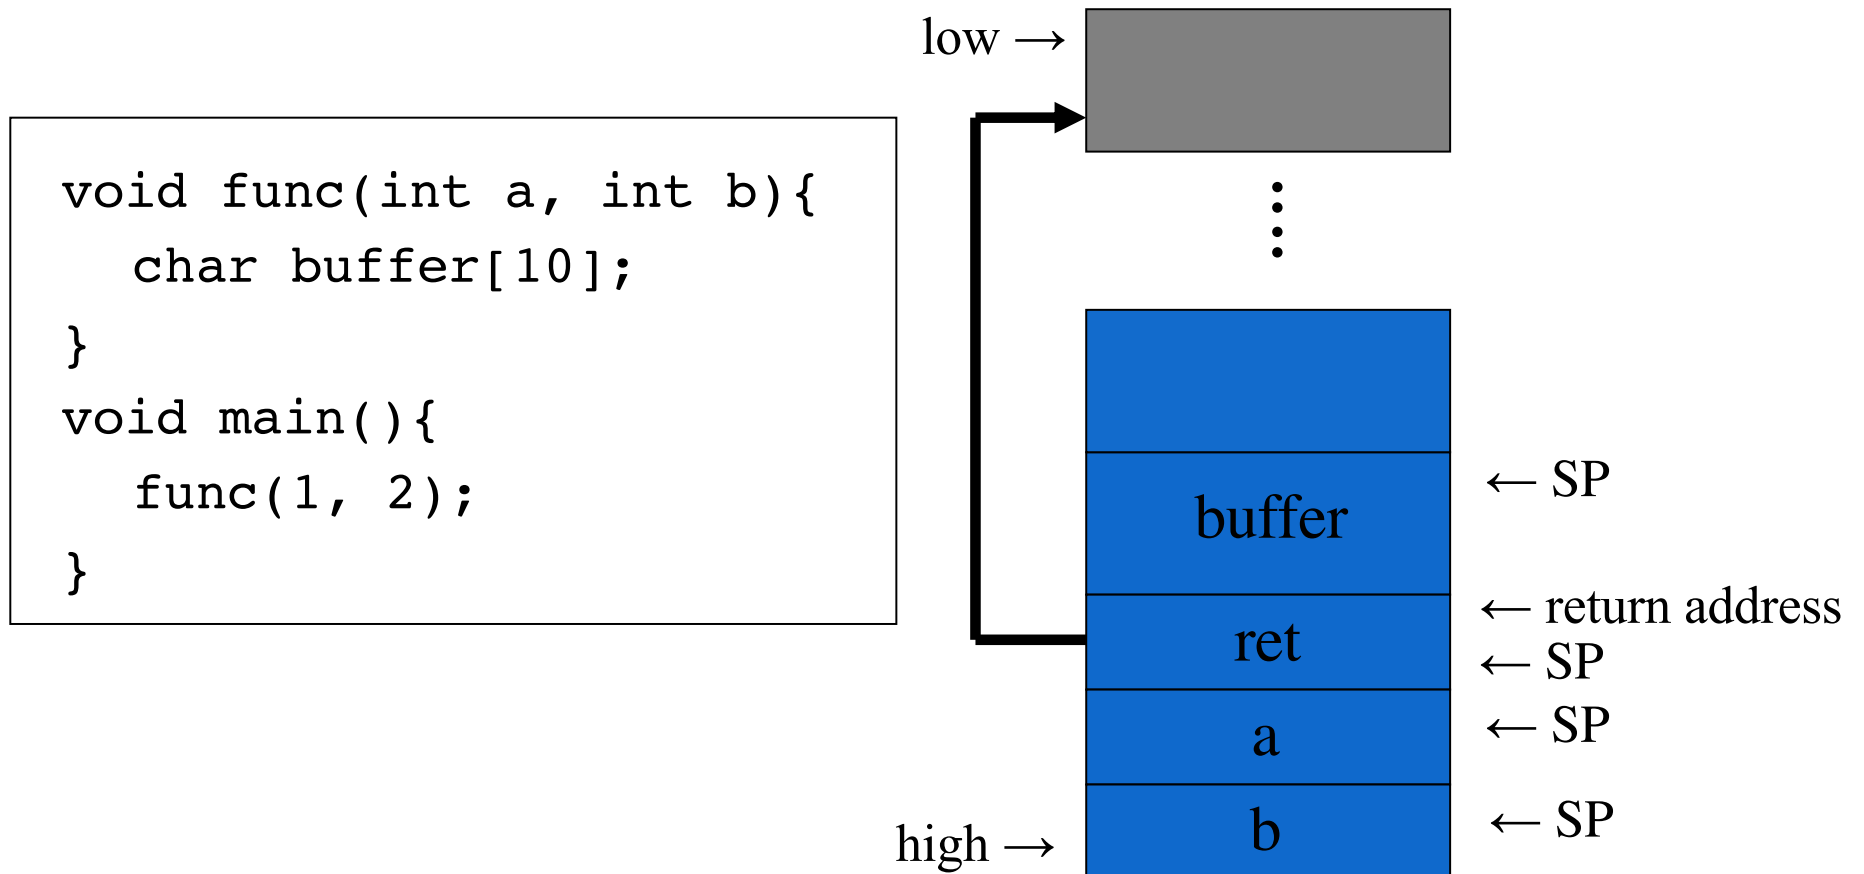 low →
void func(int a, int b){
char buffer[10];
}
void main(){
func(1, 2);
}
buffer
← SP
ret
← return address
← SP
a
← SP
high →
b
← SP